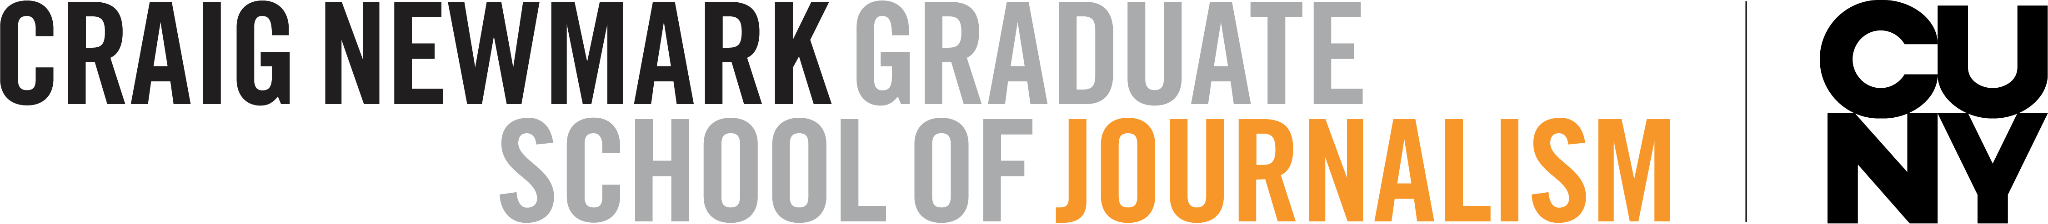 CRAIG NEWMARK GRADUATE
SCHOOL OF JOURNALISM
CU
NY